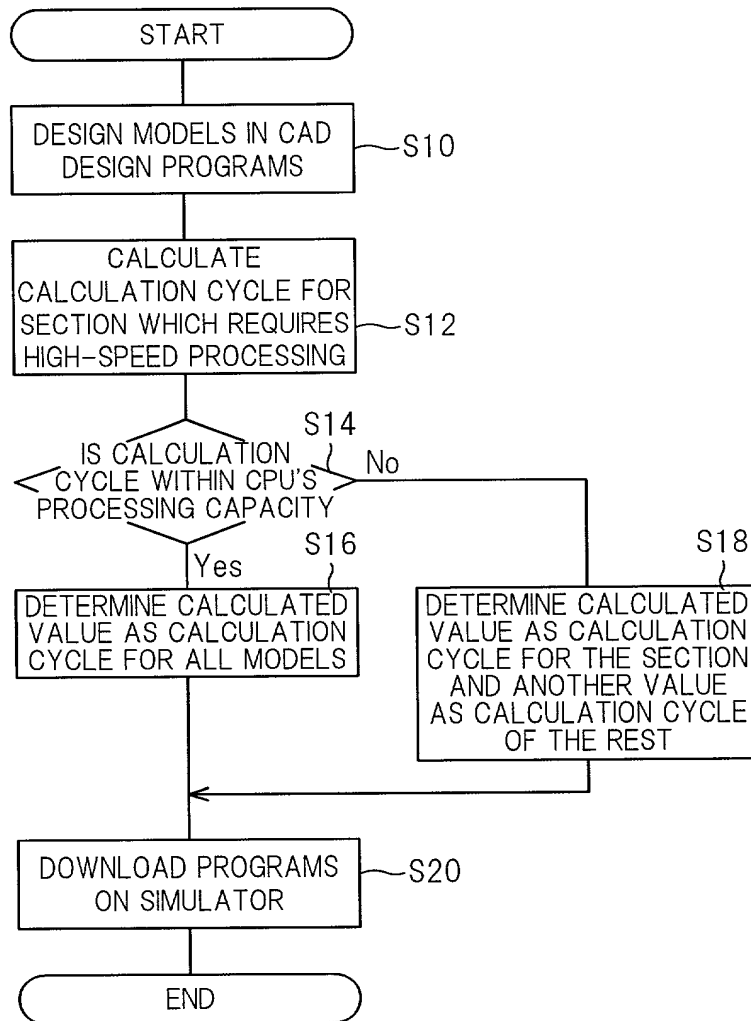 START
DESIGN MODELS IN CAD
DESIGN PROGRAMS
S10
CALCULATE
CALCULATION CYCLE FOR
SECTION WHICH REQUIRES
HIGH-SPEED PROCESSING
S12
IS CALCULATION
CYCLE WITHIN CPU'S
PROCESSING CAPACITY
S14
No
Yes
S16
DETERMINE CALCULATED
VALUE AS CALCULATION
CYCLE FOR ALL MODELS
S18
DETERMINE CALCULATED
VALUE AS CALCULATION
CYCLE FOR THE SECTION
AND ANOTHER VALUE
AS CALCULATION CYCLE
OF THE REST
DOWNLOAD PROGRAMS
ON SIMULATOR
S20
END